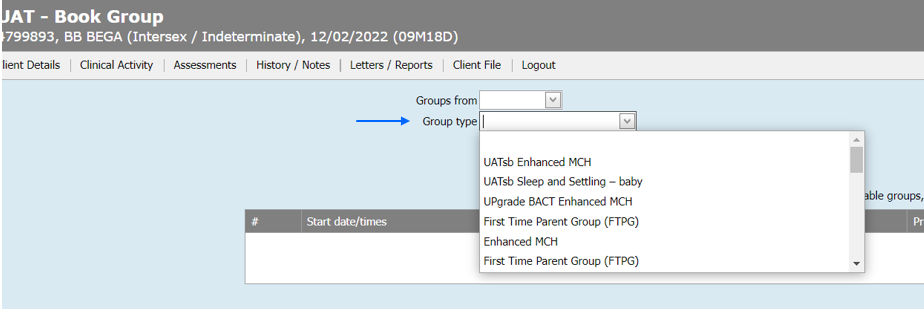 UAT - Book Group
4799893, BB BEGA (Intersex / Indeterminate), 12/02/2022 (09M18D)
lient Details Clinical Activity Assessments History / Notes Letters / Reports Client File Logout
Groups from
Group type
UATsb Enhanced MCH
UATsb Sleep and Settling – baby
able groups,
UPgrade BACT Enhanced MCH
# Start date/times First Time Parent Group (FTPG) Pr
Enhanced MCH
First Time Parent Group (FTPG)